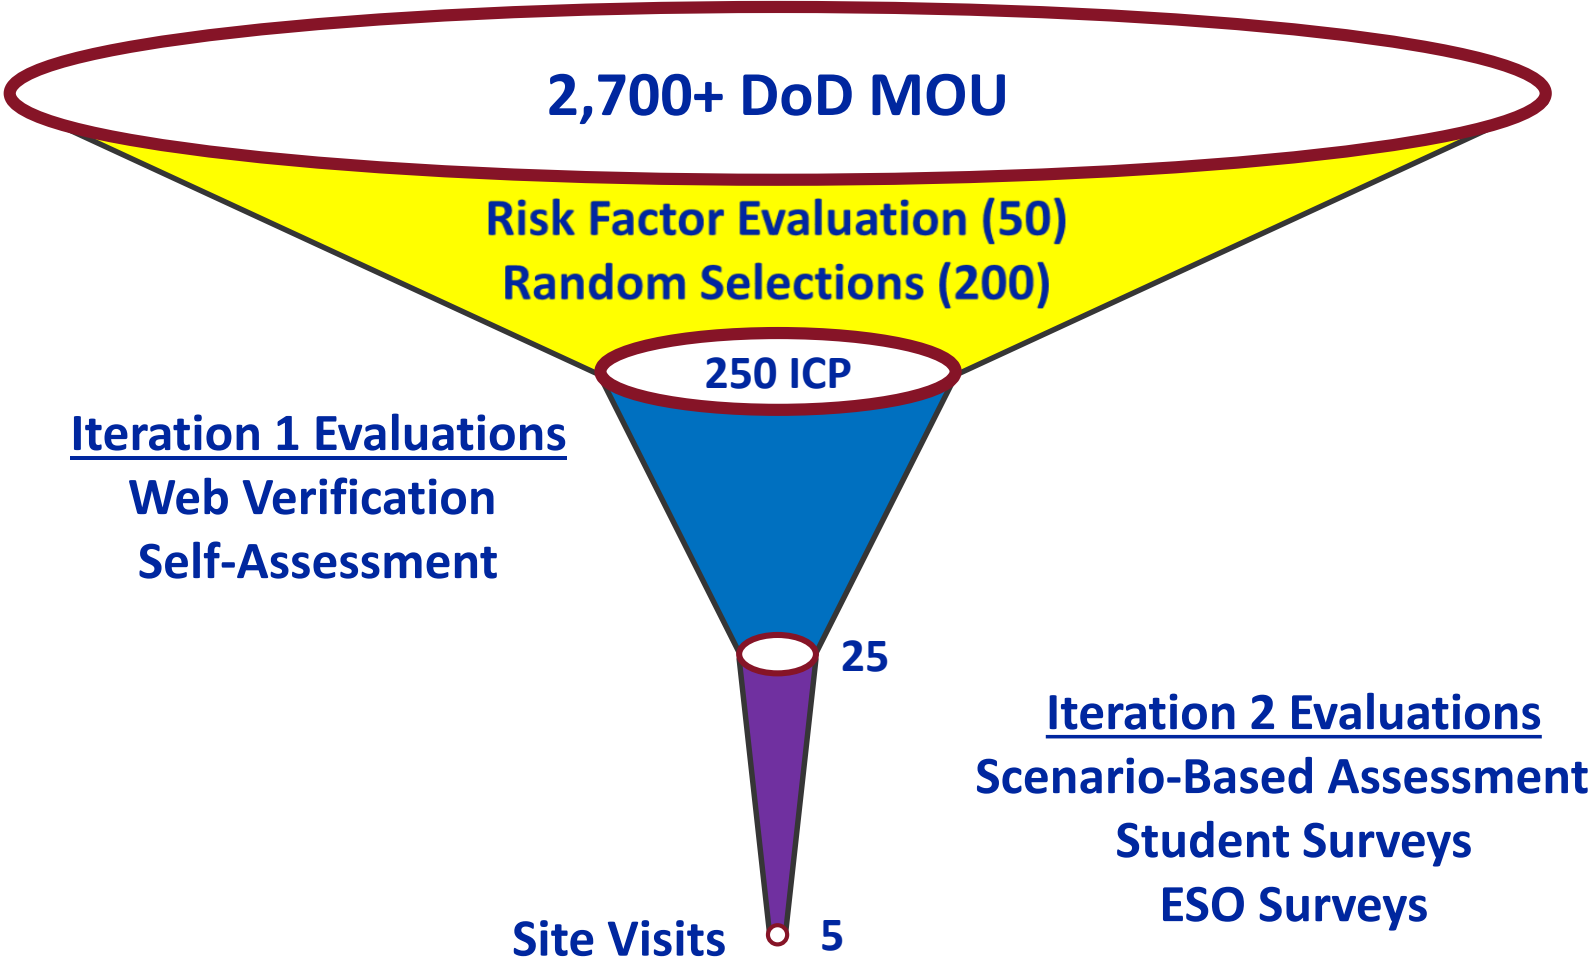 2,700+ DoD MOU
Risk Factor Evaluation (50)
Random Selections (200)
250 ICP
Iteration 1 Evaluations
Web Verification
Self-Assessment
25
Iteration 2 Evaluations
Scenario-Based Assessment
Student Surveys
ESO Surveys
Site Visits
5